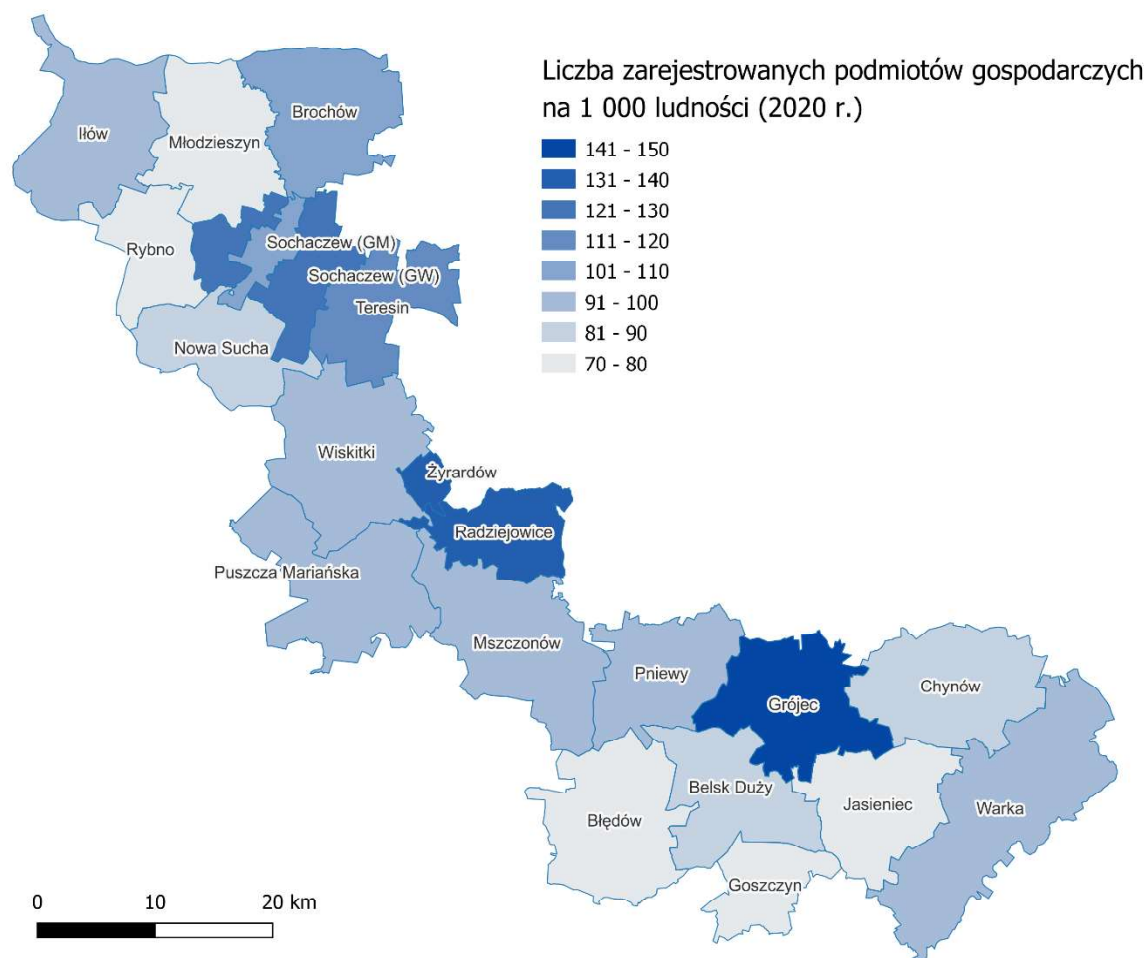 Liczba zarejestrowanych podmiotów gospodarczych
na 1 000 ludności (2020 r.)
141 - 150
131 - 140
121 - 130
111 - 120
101 - 110
91 - 100
81 - 90
70 - 80
Iłów
Młodzieszyn
Brochów
Rybno
Sochaczew (GM)
Sochaczew (GW)
Teresin
Nowa Sucha
Wiskitki
Żyrardów
Radziejowice
Puszcza Mariańska
Mszczonów
Pniewy
Grójec
Chynów
Belsk Duży
Błędów
Jasieniec
Warka
Goszczyn
0 10 20 km